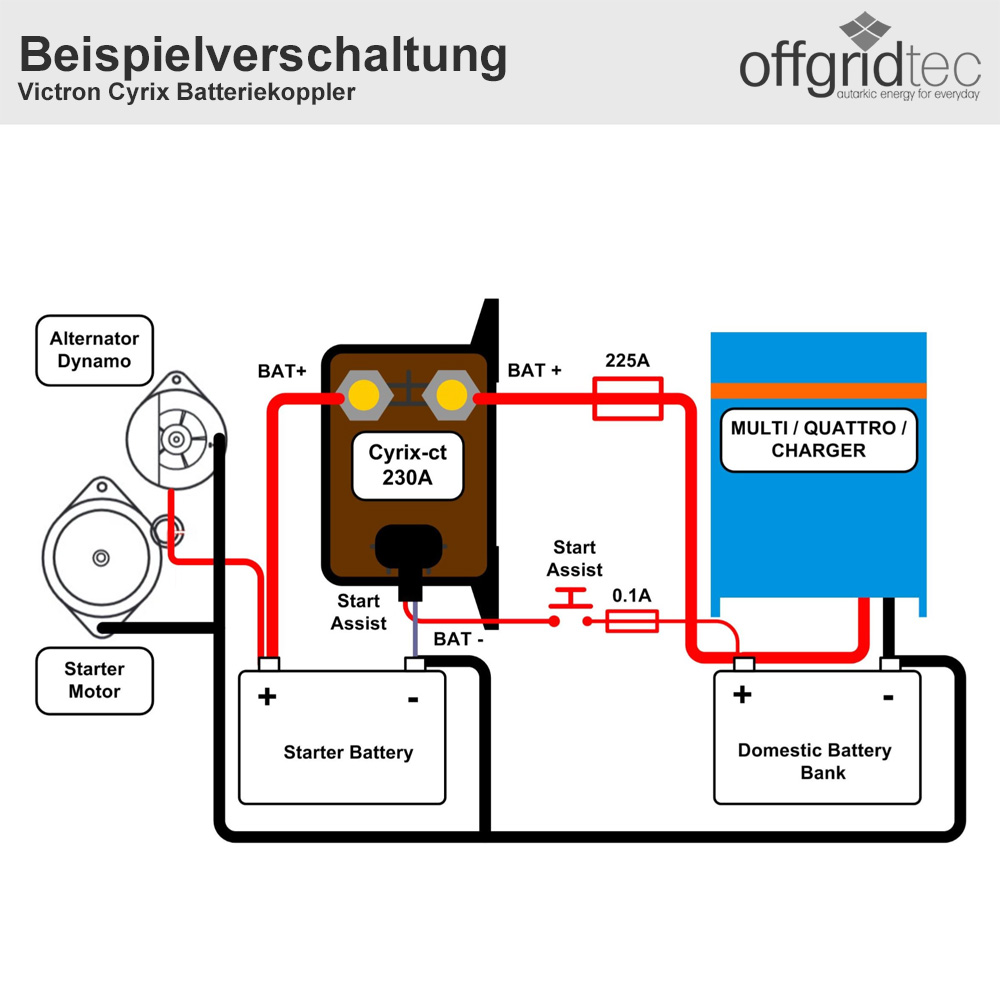 Beispielverschaltung
Victron Cyrix Batteriekoppler
offgridtec
autarkic energy for everyday
Alternator
Dynamo
BAT+
BAT +
225A
MULTI / QUATTRO /
CHARGER
Cyrix-ct
230A
Start
Assist
0.1A
Start
Assist
BAT -
Starter
Motor
+
-
Starter Battery
+
-
Domestic Battery
Bank